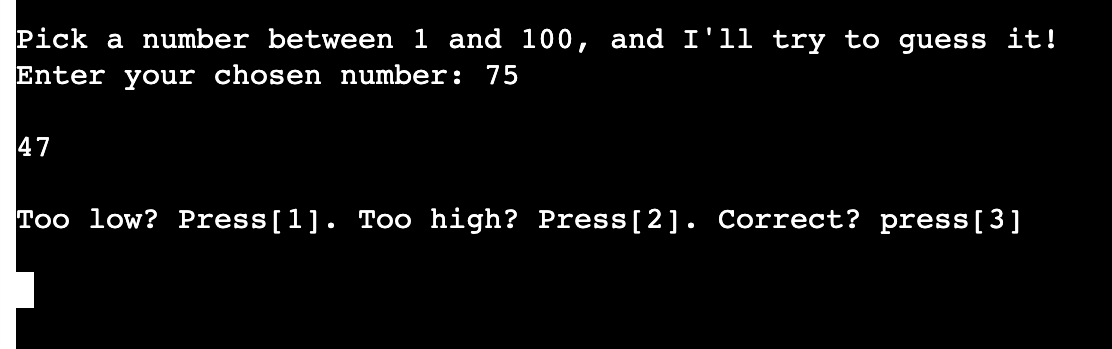 Pick a number between 1 and 100, and I'll try to guess it!
Enter your chosen number: 75
47
Too low? Press[1]. Too high? Press[2]. Correct? press[3]